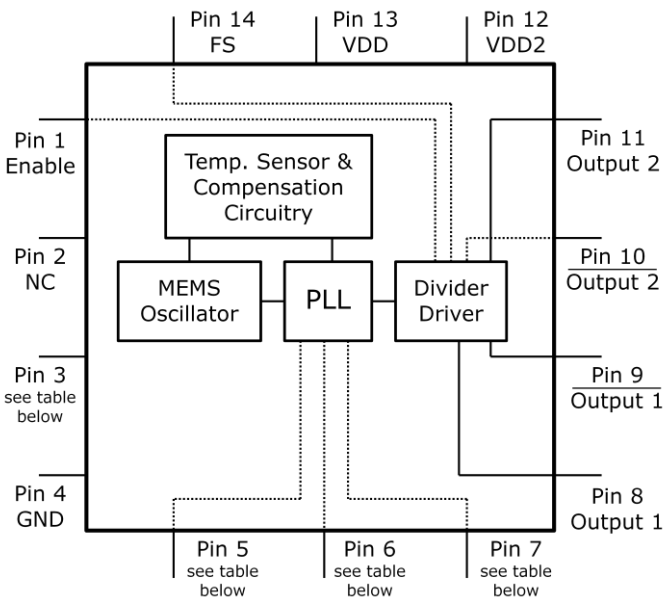 Pin 14
FS
Pin 13
VDD
Pin 12
VDD2
Pin 1
Enable
Pin 11
Output 2
Temp. Sensor &
Compensation
Circuitry
Pin 2
NC
MEMS
Oscillator
PLL
Divider
Driver
Pin 10
Output 2
Pin 3
see table
below
Pin 9
Output 1
Pin 4
GND
Pin 8
Output 1
Pin 5
see table
below
Pin 6
see table
below
Pin 7
see table
below